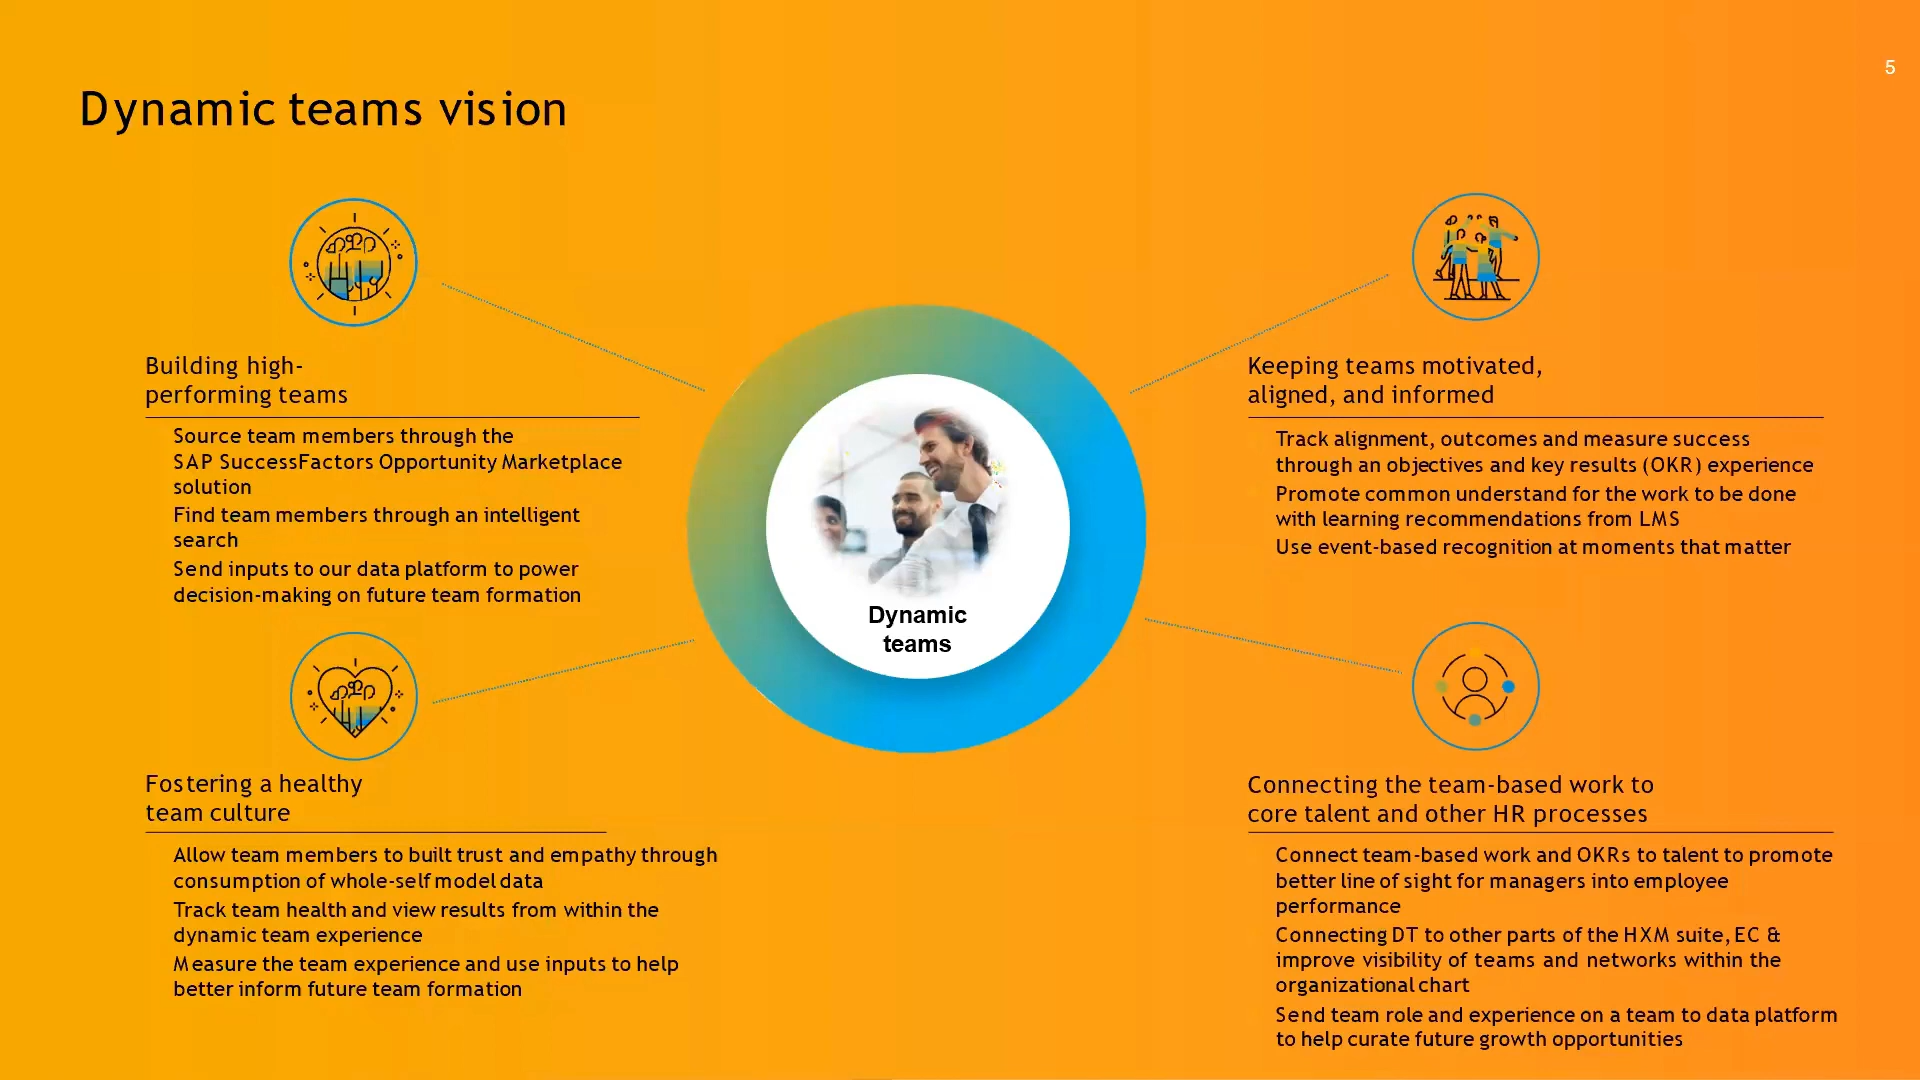 5
Dynamic teams vision
Building high-
performing teams
Source team members through the
SAP SuccessFactors Opportunity Marketplace
solution
Find team members through an intelligent
search
Send inputs to our data platform to power
decision-making on future team formation
Keeping teams motivated,
aligned, and informed
Track alignment, outcomes and measure success
through an objectives and key results (OKR) experience
Promote common understand for the work to be done
with learning recommendations from LMS
Use event-based recognition at moments that matter
Dynamic
teams
Fostering a healthy
team culture
Allow team members to built trust and empathy through
consumption of whole-self model data
Track team health and view results from within the
dynamic team experience
Measure the team experience and use inputs to help
better inform future team formation
Connecting the team-based work to
core talent and other HR processes
Connect team-based work and OKRs to talent to promote
better line of sight for managers into employee
performance
Connecting DT to other parts of the HXM suite, EC &
improve visibility of teams and networks within the
organizational chart
Send team role and experience on a team to data platform
to help curate future growth opportunities